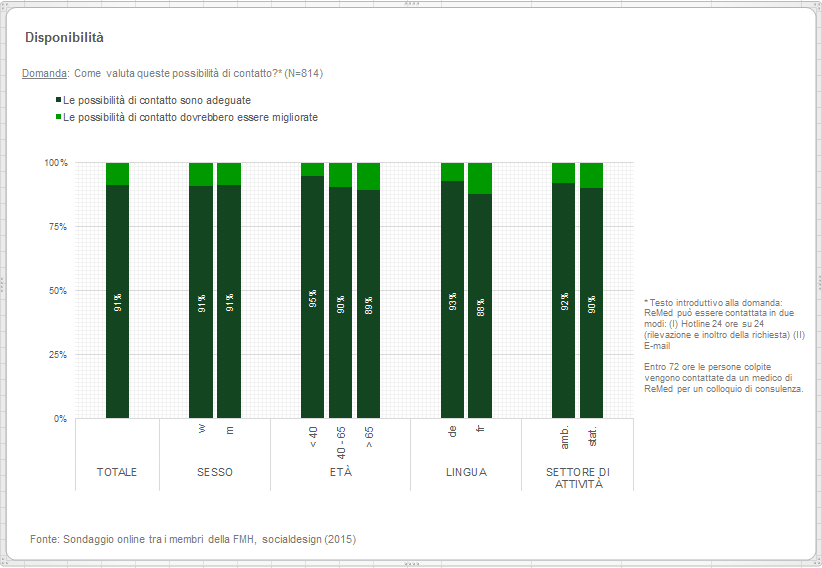 Disponibilità
Domanda: Come valuta queste possibilità di contatto?* (N=814)
Le possibilità di contatto sono adeguate
Le possibilità di contatto dovrebbero essere migliorate
100%
75%
50%
25%
0%
91%
91%
91%
95%
90%
89%
93%
88%
92%
90%
w
m
< 40
40 - 65
> 65
de
fr
amb.
staz.
TOTALE
SESSO
ETÀ
LINGUA
SETTORE DI
ATTIVITÀ
* Testo introduttivo alla domanda:
ReMed può essere contattata in due
modi: (I) Hotline 24 ore su 24
(rilevazione e inoltro della richiesta) (II)
E-mail
Entro 72 ore le persone colpite
vengono contattate da un medico di
ReMed per un colloquio di consulenza.
Fonte: Sondaggio online tra i membri della FMH, socialdesign (2015)